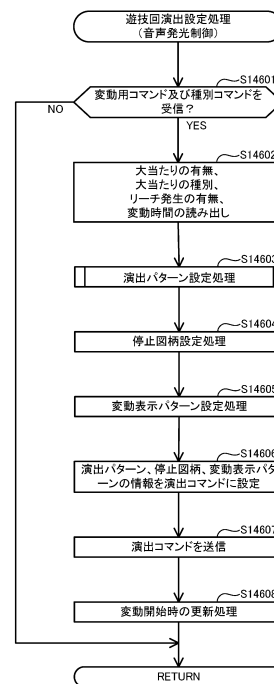 遊技回演出設定処理
（音声発光制御）
S14601
変動用コマンド及び種別コマンドを
受信？
NO
YES
S14602
大当たりの有無、
大当たりの種別、
リーチ発生の有無、
変動時間の読み出し
S14603
演出パターン設定処理
S14604
停止図柄設定処理
S14605
変動表示パターン設定処理
S14606
演出パターン、停止図柄、変動表示パタ
ーンの情報を演出コマンドに設定
S14607
演出コマンドを送信
S14608
変動開始時の更新処理
RETURN